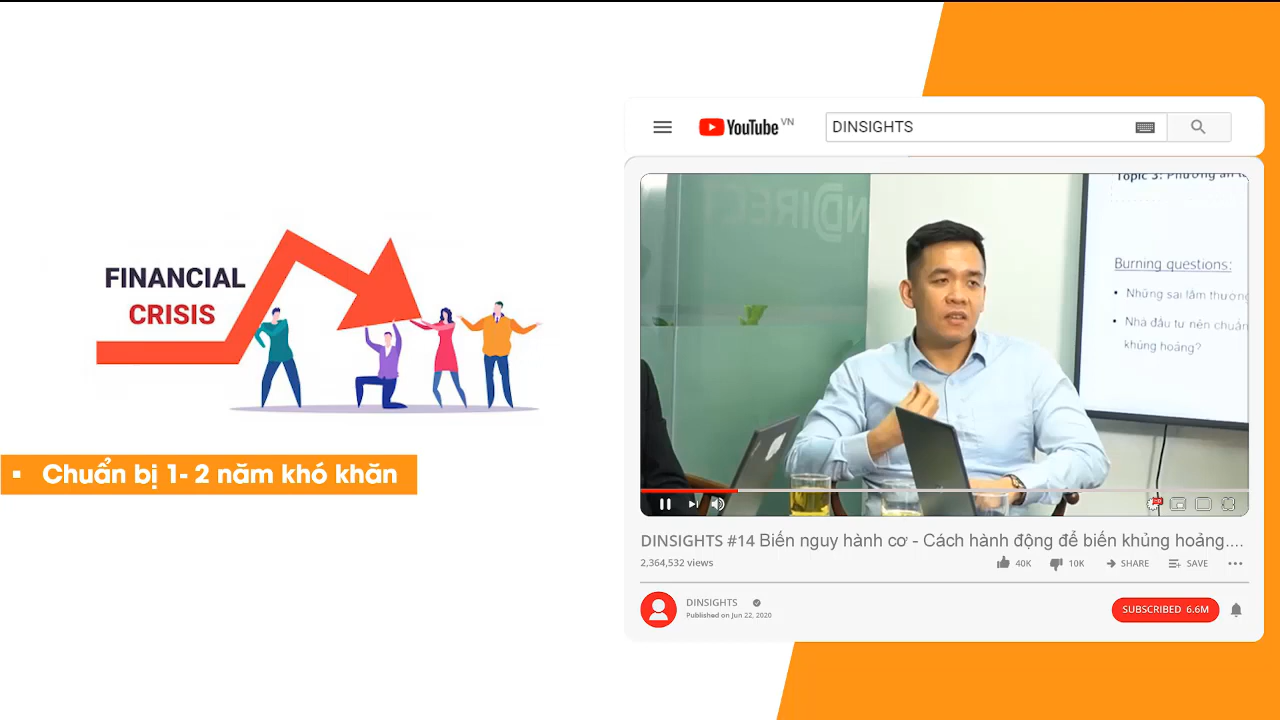 FINANCIAL
CRISIS
▪ Chuẩn bị 1- 2 năm khó khăn
YouTube VN
DINSIGHTS
NDIRECT
Topic 3: Phương án
Burning questions:
• Những sai lầm thường
• Nhà đầu tư nên chuẩn
khủng hoảng?
DINSIGHTS #14 Biến nguy hành cơ - Cách hành động để biến khủng hoảng....
2,364,532 views
40K
10K
SHARE
SAVE
DINSIGHTS
Published on Jun 22, 2020
SUBSCRIBED 6.6M